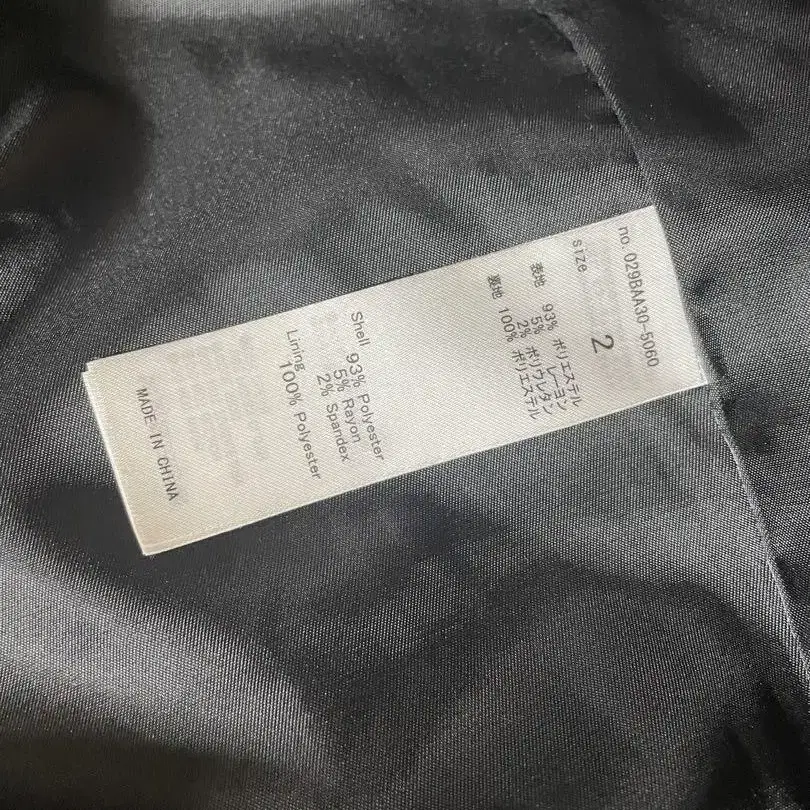 no. 029BAA30-5060
size 2
表地 93% ポリエステル
5% レーヨン
2% ポリウレタン
裏地 100% ポリエステル
Shell 93% Polyester
5% Rayon
2% Spandex
Lining
100% Polyester
MADE IN CHINA